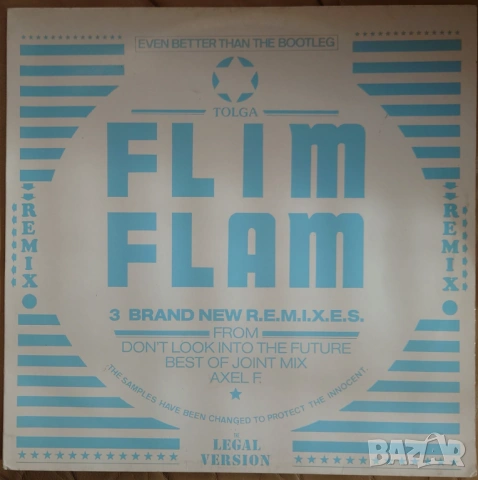 EVEN BETTER THAN THE BOOTLEG
TOLGA
FLIM
FLAM
REMIX
REMIX
3 BRAND NEW R.E.M.I.X.E.S.
FROM
DON'T LOOK INTO THE FUTURE
BEST OF JOINT MIX
AXEL F.
THE SAMPLES HAVE BEEN CHANGED TO PROTECT THE INNOCENT.
LEGAL
VERSION
BAZAR